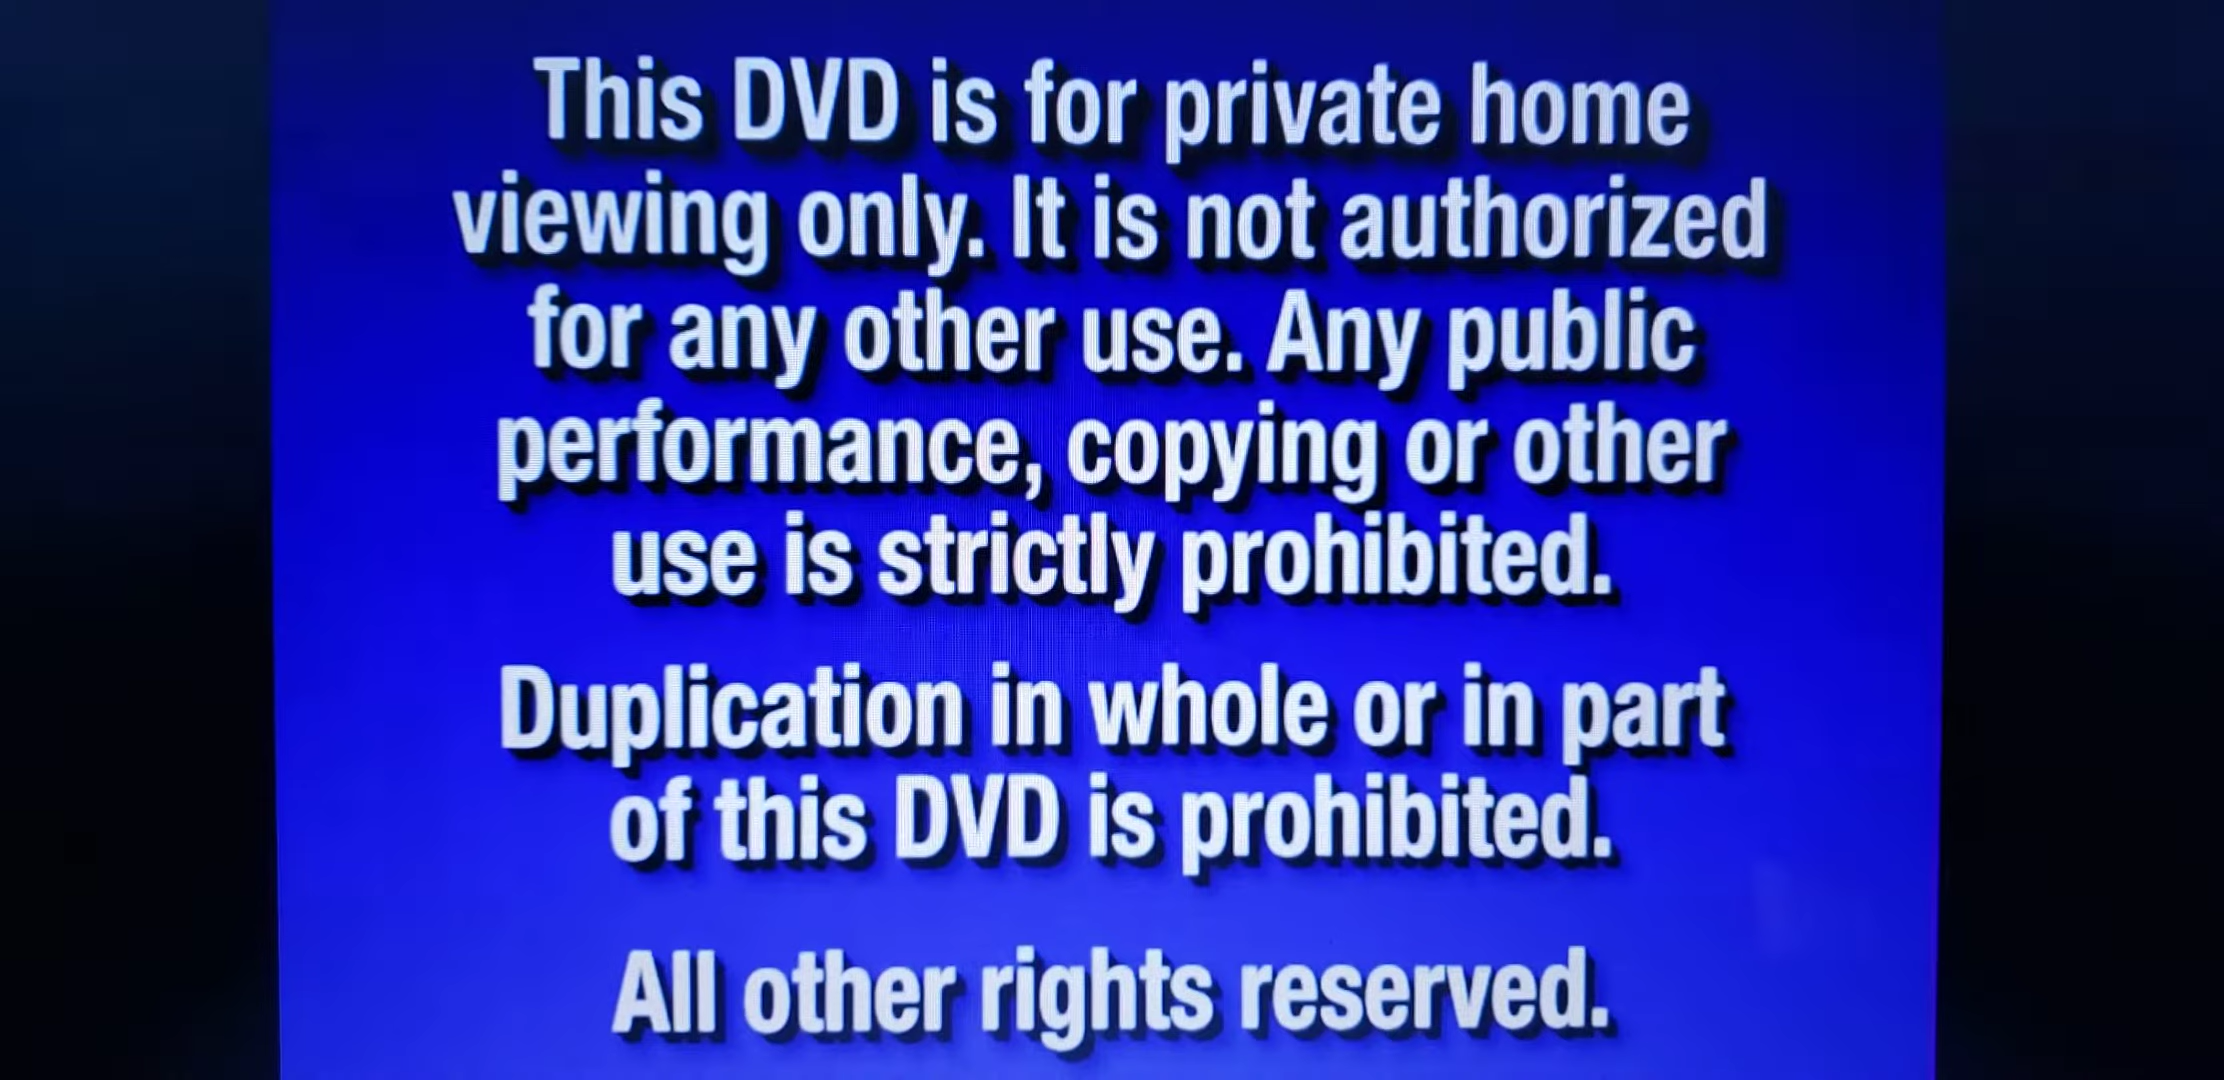 This DVD is for private home
viewing only. It is not authorized
for any other use. Any public
performance, copying or other
use is strictly prohibited.
Duplication in whole or in part
of this DVD is prohibited.
All other rights reserved.